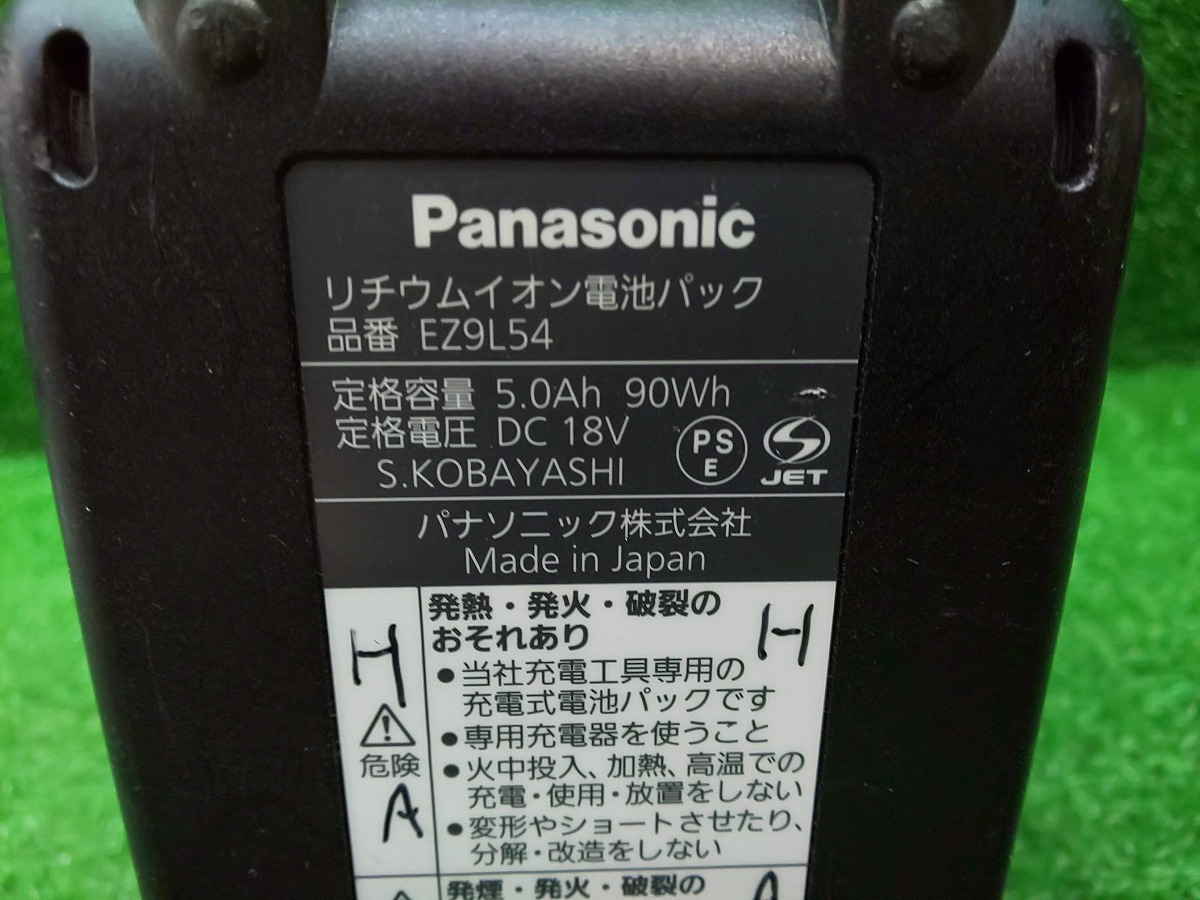 Panasonic
リチウムイオン電池パック
品番 EZ9L54
定格容量 5.0Ah 90Wh
定格電圧 DC 18V
S.KOBAYASHI
PS
E
JET
パナソニック株式会社
Made in Japan
H
発熱・発火・破裂の
おそれあり
H
●当社充電工具専用の
充電式電池パックです
●専用充電器を使うこと
危険
●火中投入、加熱、高温での
充電・使用・放置をしない
A
●変形やショートさせたり、
分解・改造をしない
発煙・発火・破裂の